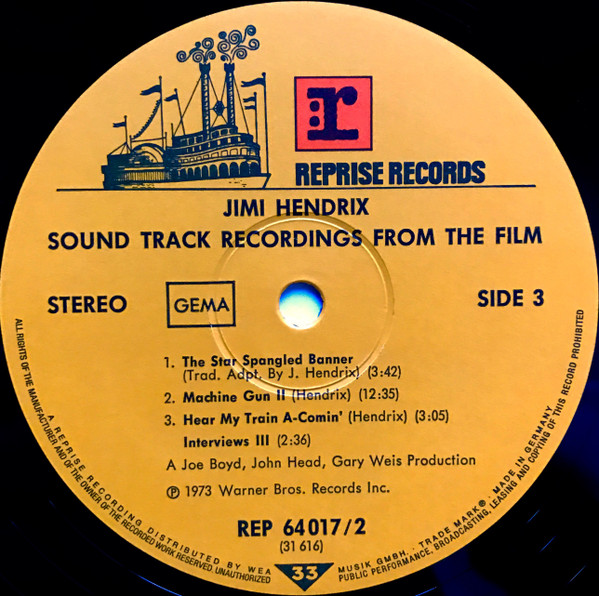 :r
REPRISE RECORDS
JIMI HENDRIX
SOUND TRACK RECORDINGS FROM THE FILM
STEREO
GEMA
SIDE 3
1. The Star Spangled Banner
(Trad. Adpt. By J. Hendrix) (3:42)
2. Machine Gun II (Hendrix) (12:35)
3. Hear My Train A-Comin' (Hendrix) (3:05)
Interviews III (2:36)
A Joe Boyd, John Head, Gary Weis Production
Ⓟ 1973 Warner Bros. Records Inc.
REP 64 017/2
(31 616)
33
ALL RIGHTS OF THE MANUFACTURER AND OF THE OWNER OF THE RECORDED WORK RESERVED. UNAUTHORIZED
PUBLIC PERFORMANCE, BROADCASTING, LEASING AND COPYING OF THIS RECORD PROHIBITED
A REPRISE RECORDING DISTRIBUTED BY WEA
MUSIK GMBH. · TRADE MARK® · MADE IN GERMANY